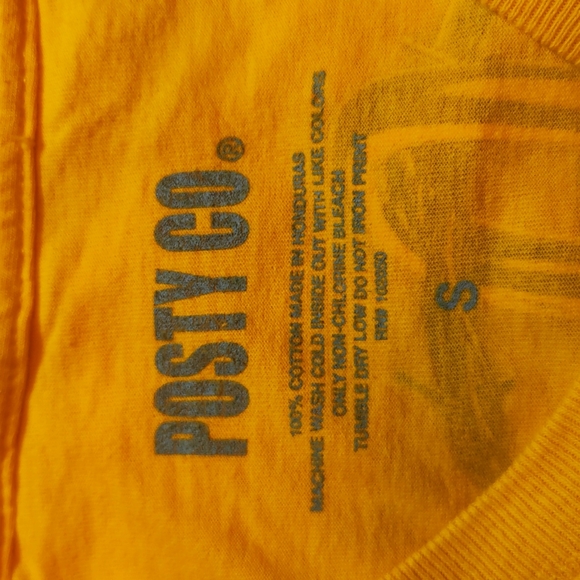 POSTY CO®
100% COTTON MADE IN HONDURAS
MACHINE WASH COLD INSIDE OUT WITH LIKE COLORS
ONLY NON-CHLORINE BLEACH
TUMBLE DRY LOW DO NOT IRON PRINT
RN#
S